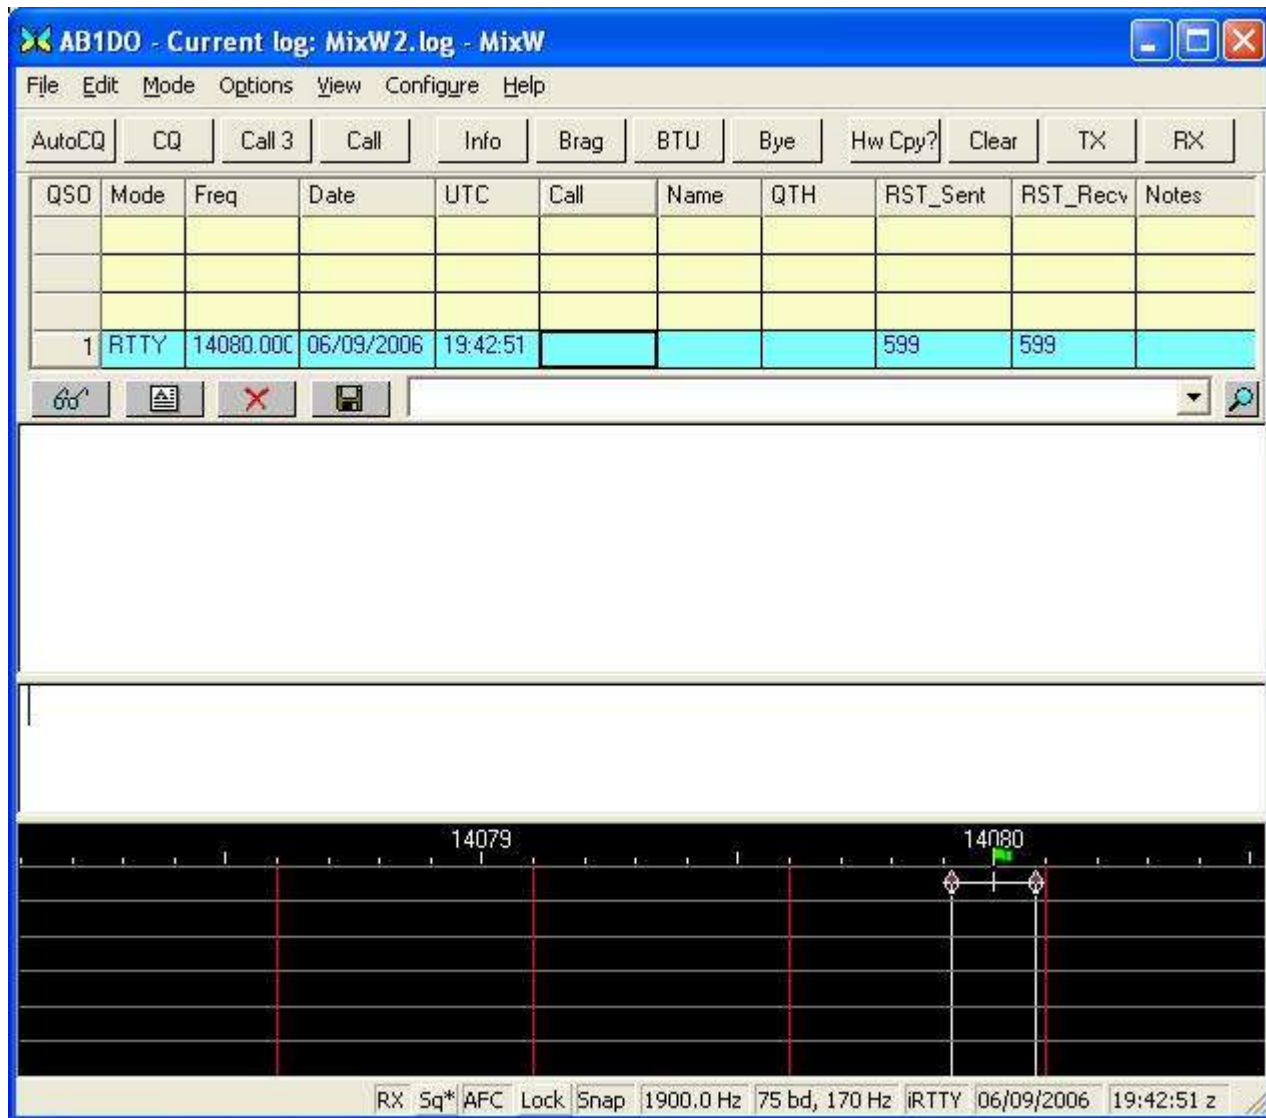 AB1DO - Current log: MixW2.log - MixW
File Edit Mode Options View Configure Help
AutoCQ CQ Call 3 Call Info Brag BTU Bye Hw Cpy? Clear TX RX
QSO Mode Freq Date UTC Call Name QTH RST_Sent RST_Recv Notes
1 RTTY 14080.000 06/09/2006 19:42:51 599 599
14079 14080
RX Sq* AFC Lock Snap 1900.0 Hz 75 bd, 170 Hz iRTTY 06/09/2006 19:42:51 z